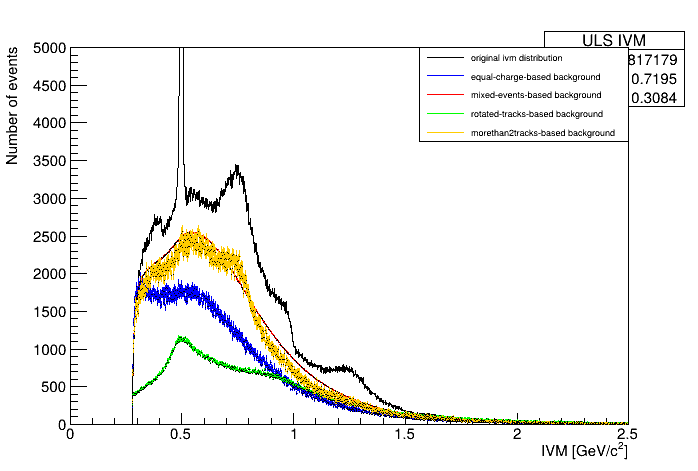 ULS IVM
817179
0.7195
0.3084
original ivm distribution
equal-charge-based background
mixed-events-based background
rotated-tracks-based background
morethan2tracks-based background
Number of events
5000
4500
4000
3500
3000
2500
2000
1500
1000
500
0
0 0.5 1 1.5 2 2.5
IVM [GeV/c²]